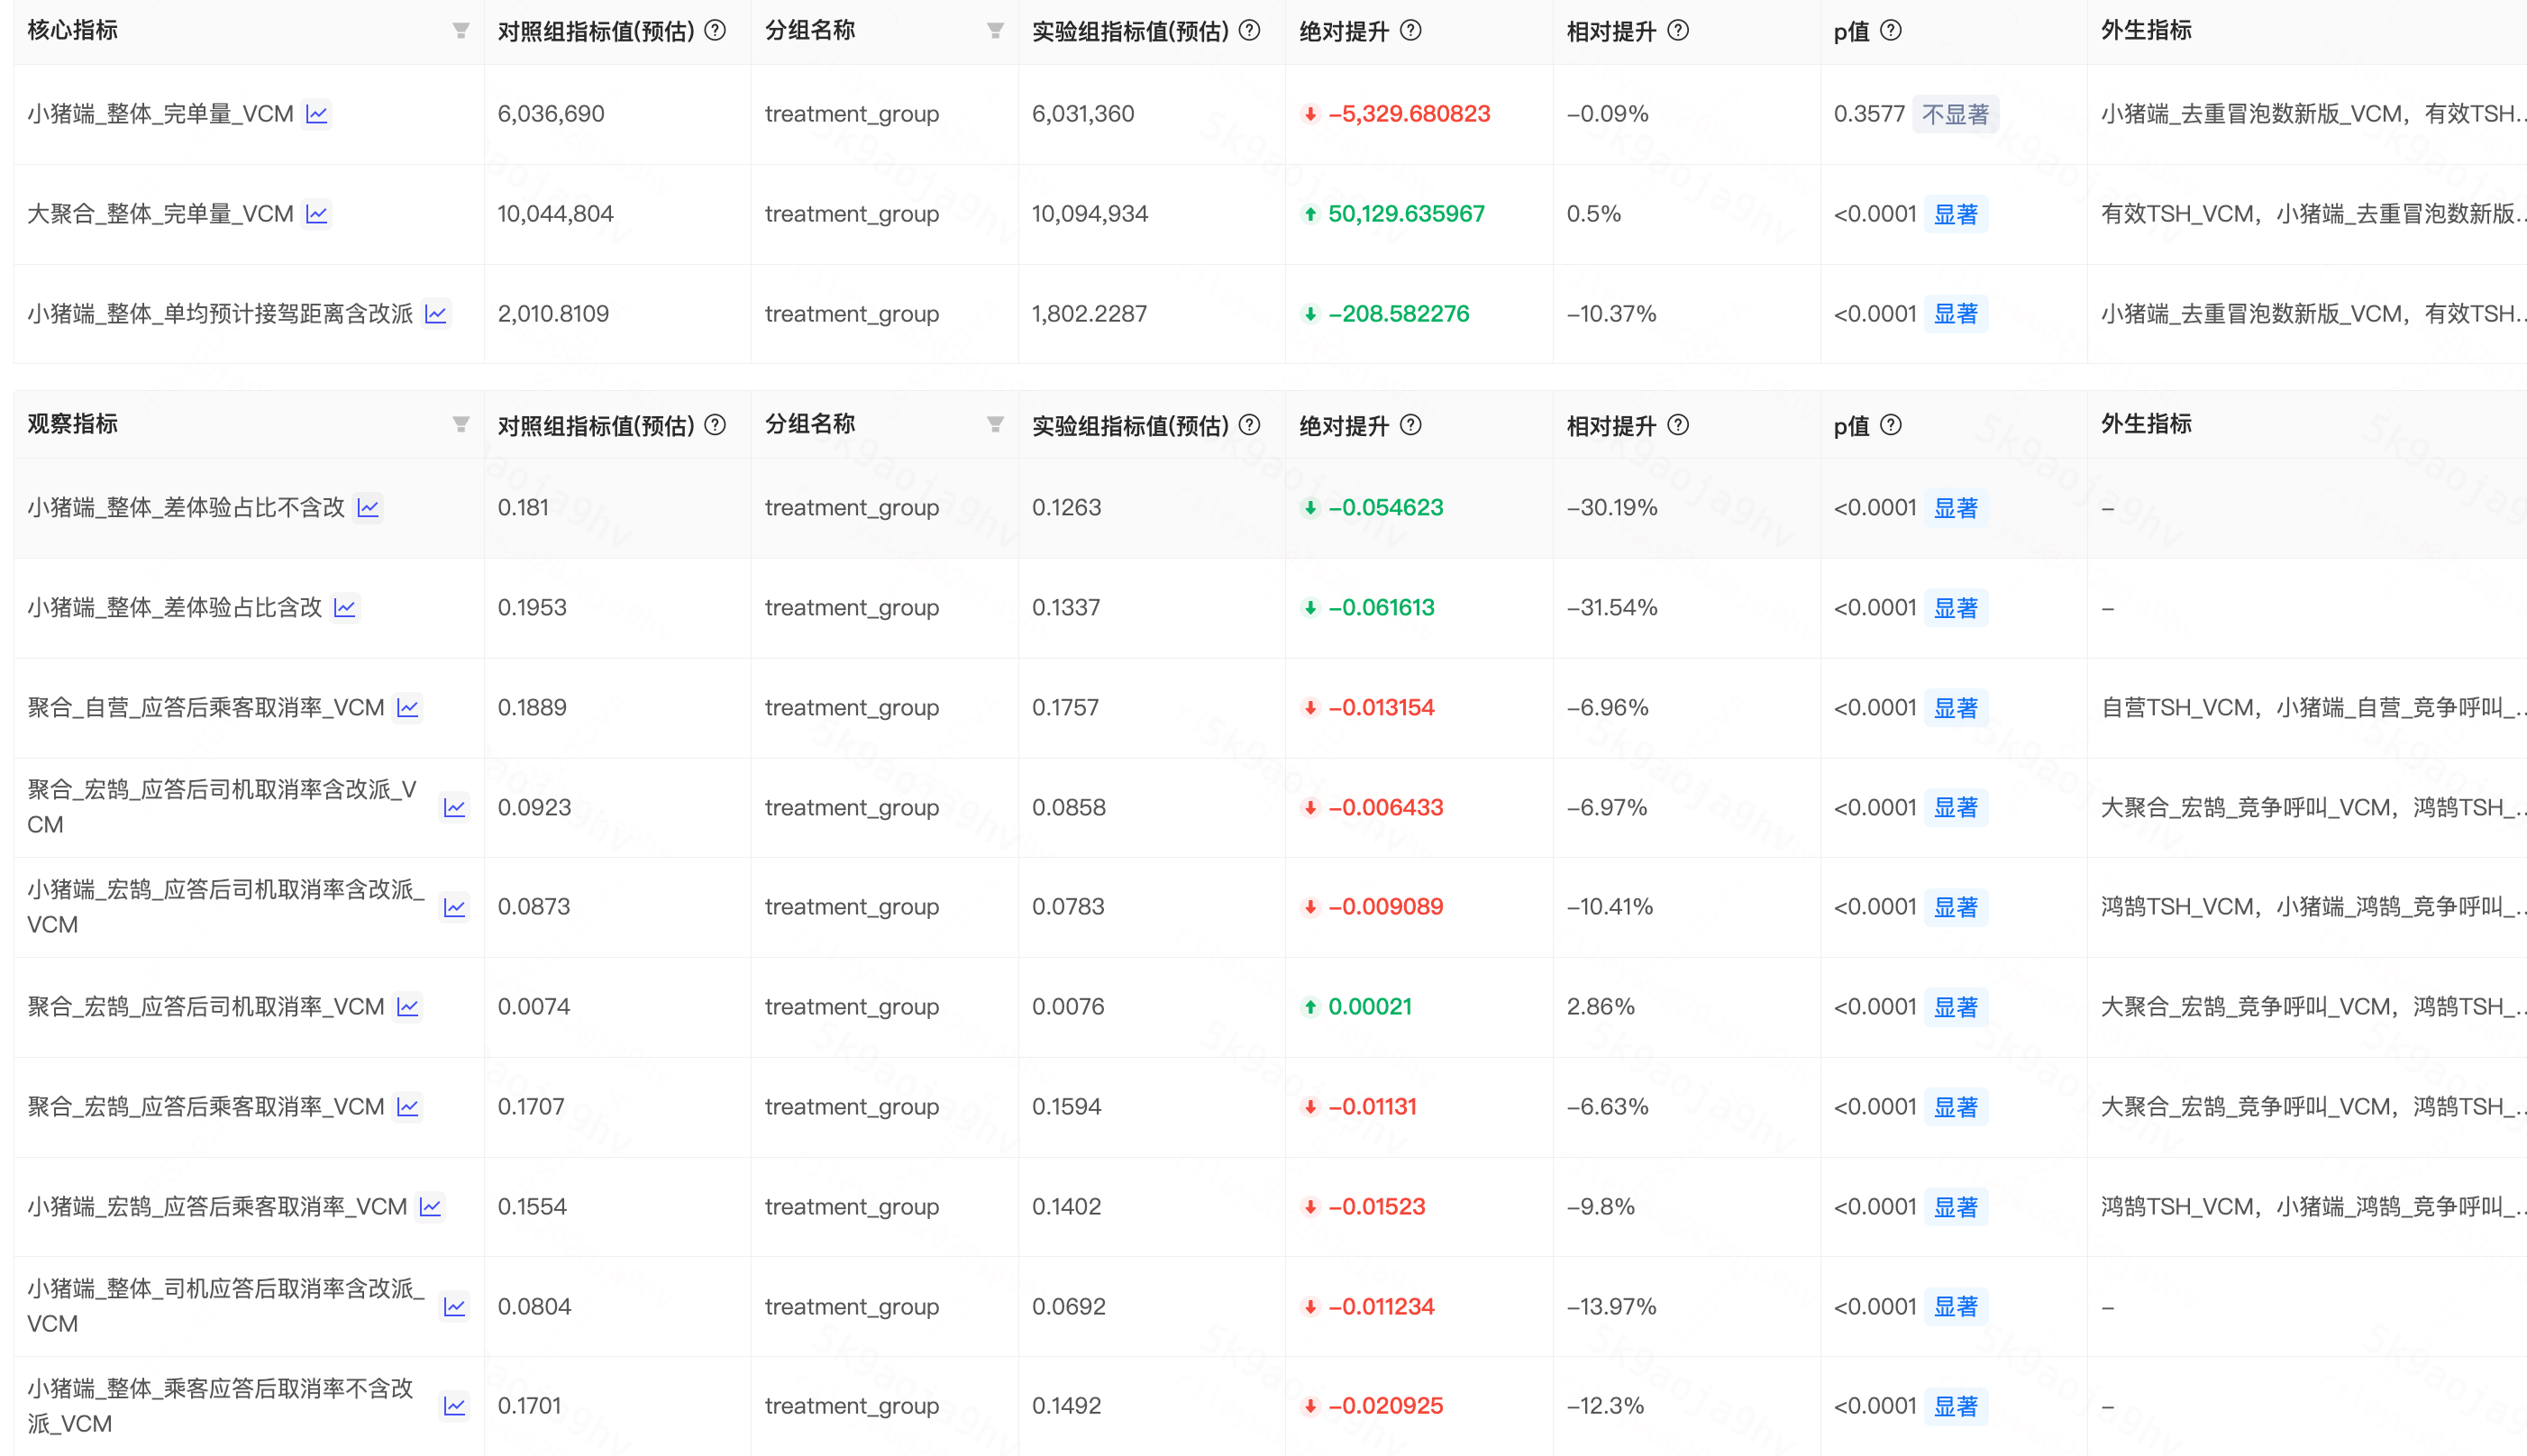 核心指标 对照组指标值(预估) 分组名称 实验组指标值(预估) 绝对提升 相对提升 p值 外生指标
小猪端_整体_完单量_VCM 6,036,690 treatment_group 6,031,360 −5,329.680823 −0.09% 0.3577 不显著 小猪端_去重冒泡数新版_VCM，有效TSH...
大聚合_整体_完单量_VCM 10,044,804 treatment_group 10,094,934 50,129.635967 0.5% <0.0001 显著 有效TSH_VCM，小猪端_去重冒泡数新版...
小猪端_整体_单均预计接驾距离含改派 2,010.8109 treatment_group 1,802.2287 −208.582276 −10.37% <0.0001 显著 小猪端_去重冒泡数新版_VCM，有效TSH...
观察指标 对照组指标值(预估) 分组名称 实验组指标值(预估) 绝对提升 相对提升 p值 外生指标
小猪端_整体_差体验占比不含改 0.181 treatment_group 0.1263 −0.054623 −30.19% <0.0001 显著 –
小猪端_整体_差体验占比含改 0.1953 treatment_group 0.1337 −0.061613 −31.54% <0.0001 显著 –
聚合_自营_应答后乘客取消率_VCM 0.1889 treatment_group 0.1757 −0.013154 −6.96% <0.0001 显著 自营TSH_VCM，小猪端_自营_竞争呼叫_...
聚合_宏鹄_应答后司机取消率含改派_V
CM 0.0923 treatment_group 0.0858 −0.006433 −6.97% <0.0001 显著 大聚合_宏鹄_竞争呼叫_VCM，鸿鹄TSH_...
小猪端_宏鹄_应答后司机取消率含改派_
VCM 0.0873 treatment_group 0.0783 −0.009089 −10.41% <0.0001 显著 鸿鹄TSH_VCM，小猪端_鸿鹄_竞争呼叫_...
聚合_宏鹄_应答后司机取消率_VCM 0.0074 treatment_group 0.0076 0.00021 2.86% <0.0001 显著 大聚合_宏鹄_竞争呼叫_VCM，鸿鹄TSH_...
聚合_宏鹄_应答后乘客取消率_VCM 0.1707 treatment_group 0.1594 −0.01131 −6.63% <0.0001 显著 大聚合_宏鹄_竞争呼叫_VCM，鸿鹄TSH_...
小猪端_宏鹄_应答后乘客取消率_VCM 0.1554 treatment_group 0.1402 −0.01523 −9.8% <0.0001 显著 鸿鹄TSH_VCM，小猪端_鸿鹄_竞争呼叫_...
小猪端_整体_司机应答后取消率含改派_
VCM 0.0804 treatment_group 0.0692 −0.011234 −13.97% <0.0001 显著 –
小猪端_整体_乘客应答后取消率不含改
派_VCM 0.1701 treatment_group 0.1492 −0.020925 −12.3% <0.0001 显著 –